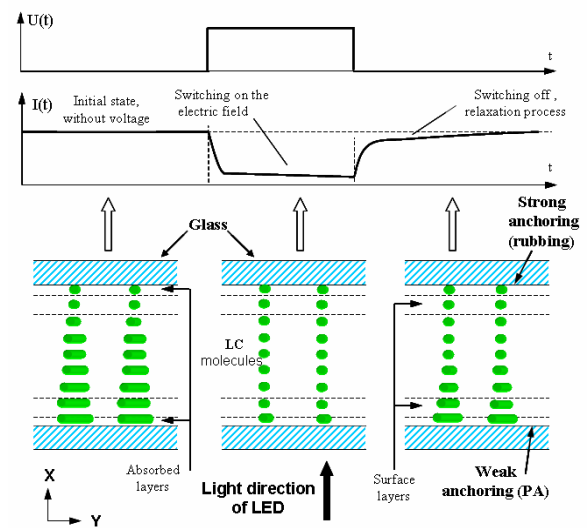 U(t)
t
I(t)
Initial state,
without voltage
Switching on the
electric field
Switching off ,
relaxation process
t
Glass
Strong
anchoring
(rubbing)
LC
molecules
Absorbed
layers
Light direction
of LED
Surface
layers
Weak
anchoring (PA)
X
Y